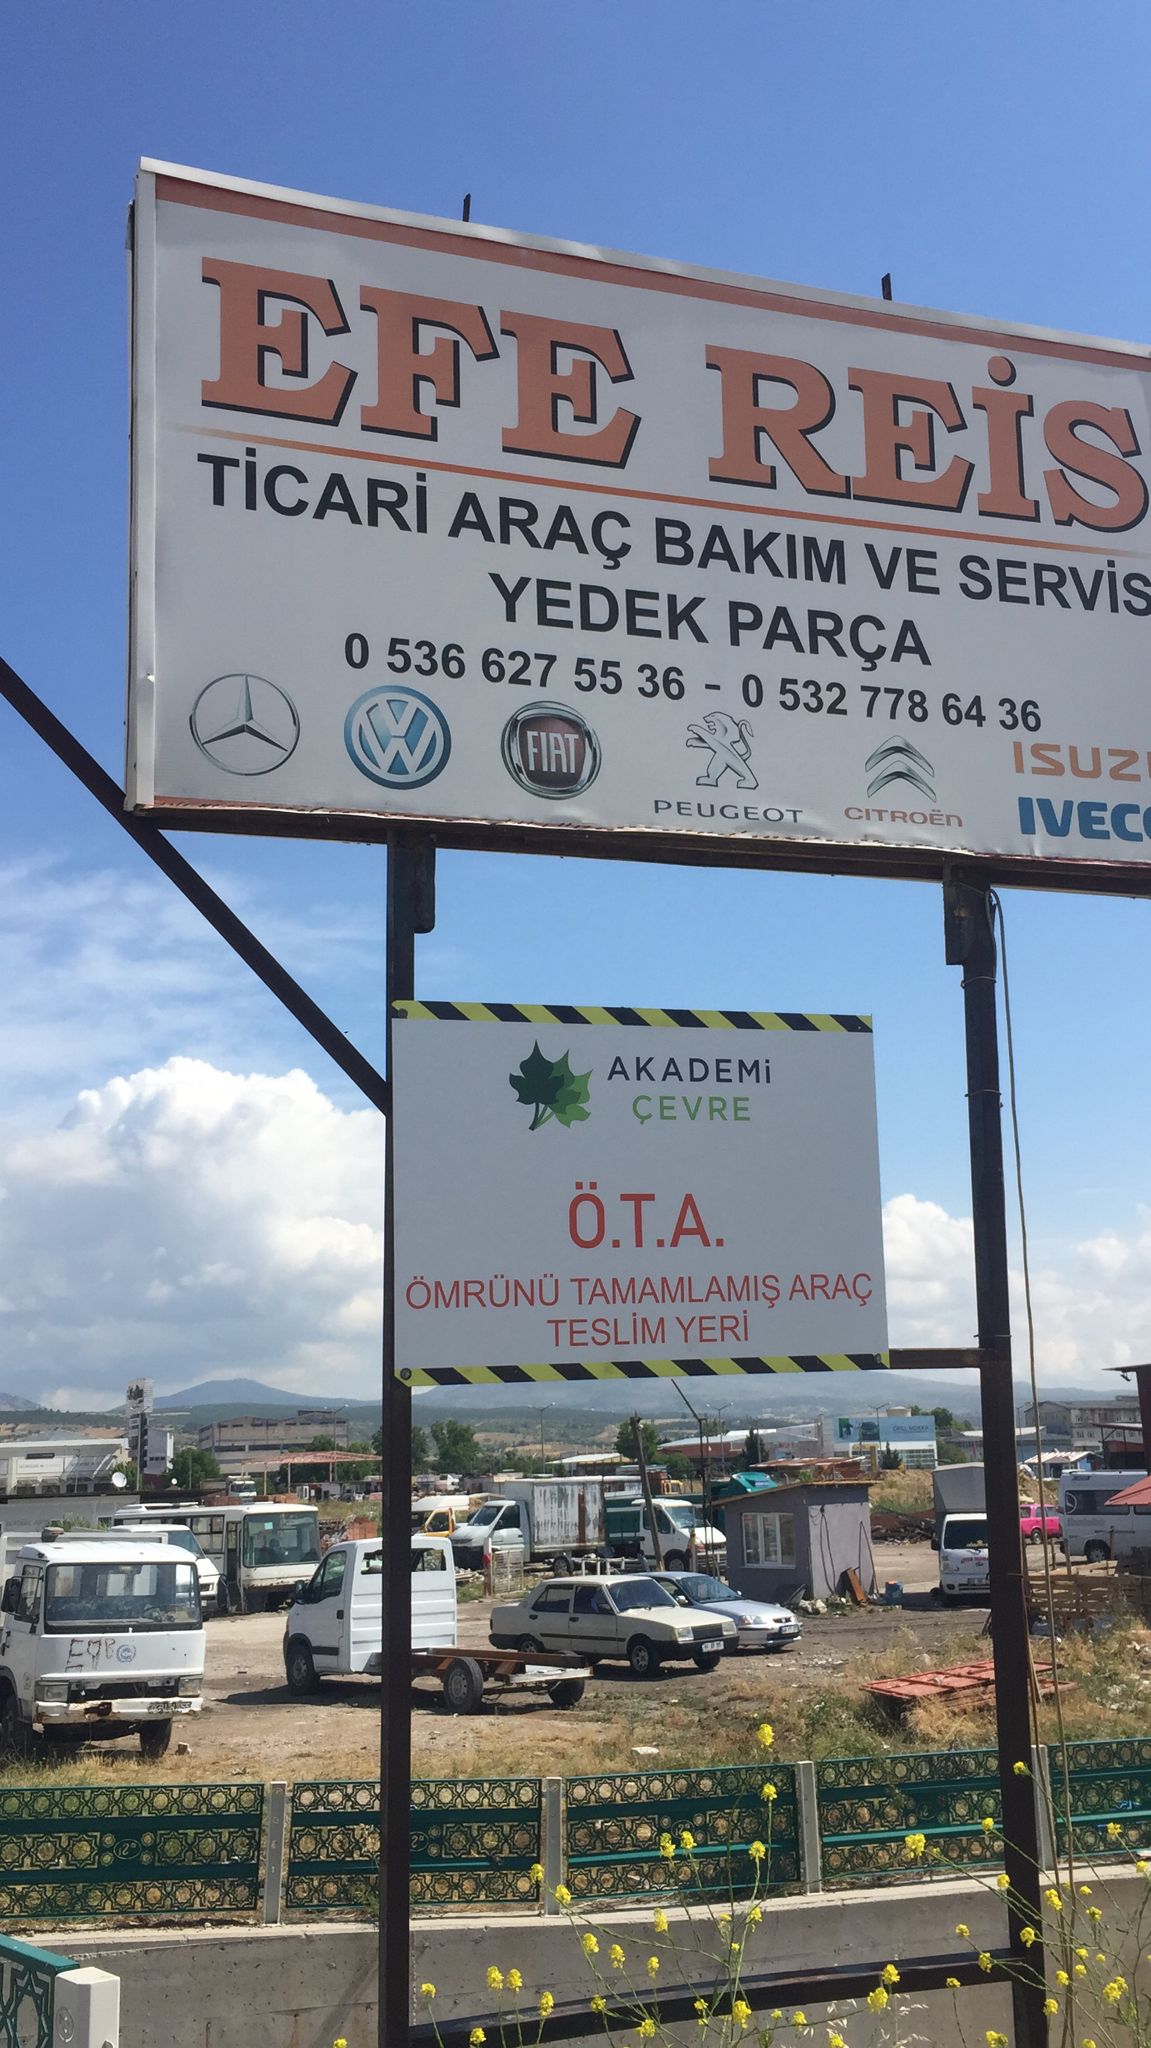 EFE REİS
TİCARİ ARAÇ BAKIM VE SERVİS
YEDEK PARÇA
0 536 627 55 36 - 0 532 778 64 36
FIAT
PEUGEOT
CITROËN
ISUZU
IVECO
AKADEMİ
ÇEVRE
Ö.T.A.
ÖMRÜNÜ TAMAMLAMIŞ ARAÇ
TESLİM YERİ